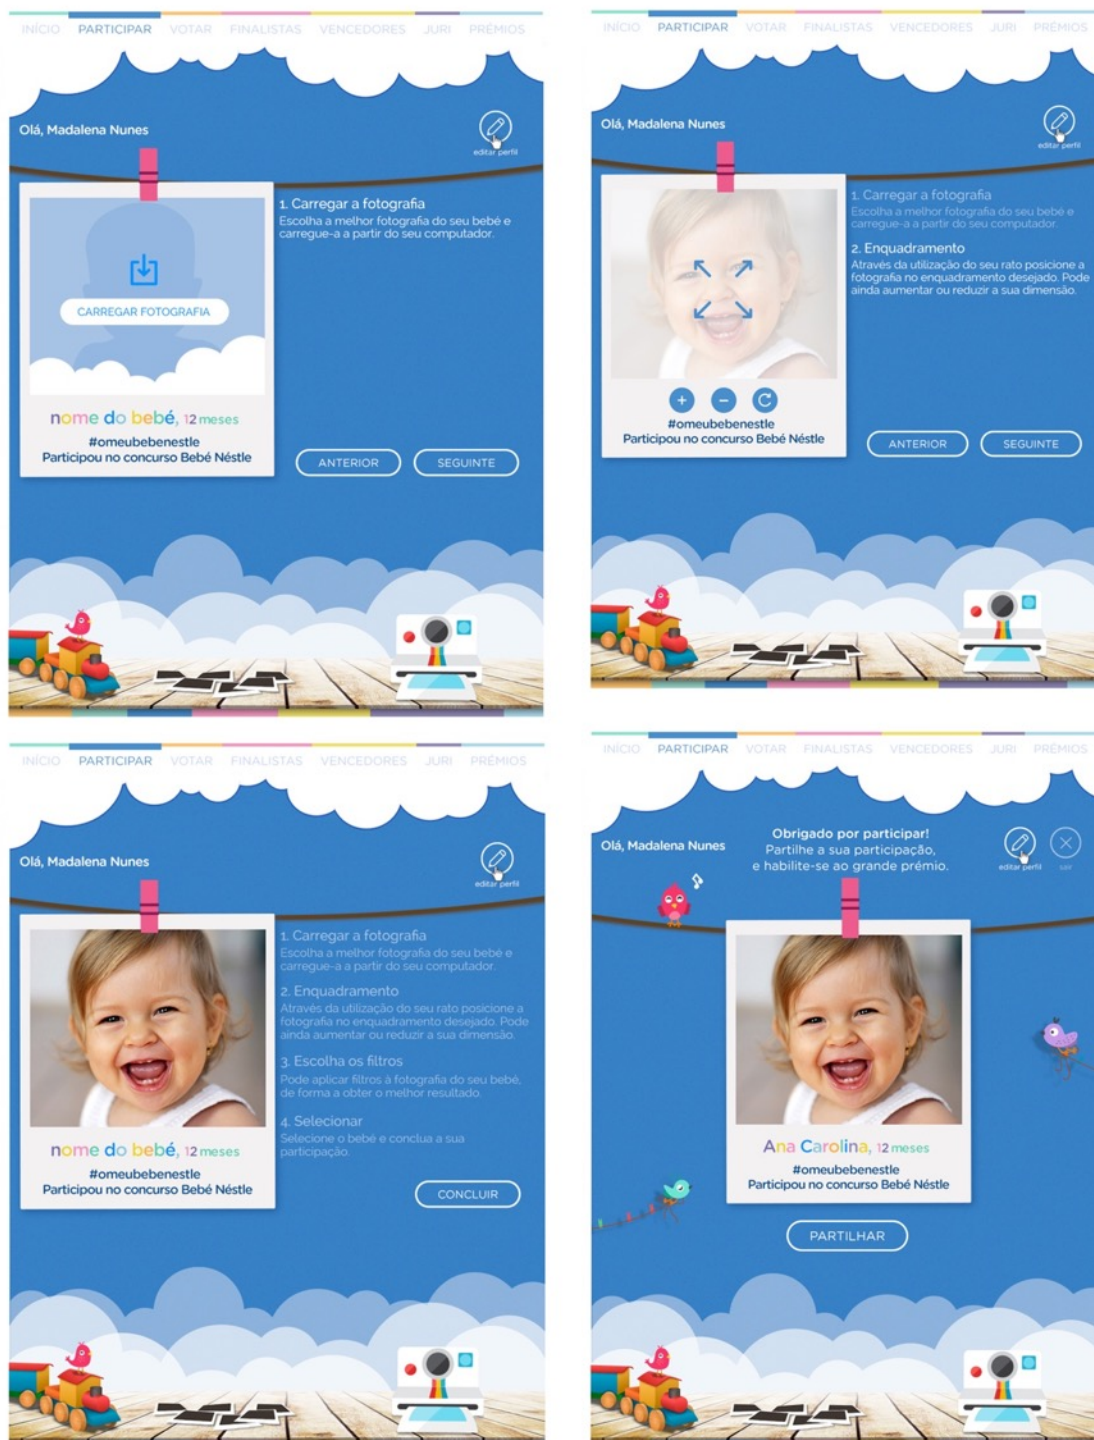 INÍCIO PARTICIPAR VOTAR FINALISTAS VENCEDORES JURI PRÉMIOS
Olá, Madalena Nunes
editar perfil
1. Carregar a fotografia
Escolha a melhor fotografia do seu bebé e
carregue-a a partir do seu computador.
CARREGAR FOTOGRAFIA
nome do bebé, 12 meses
#omeubebenestle
Participou no concurso Bebé Néstle
ANTERIOR SEGUINTE
INÍCIO PARTICIPAR VOTAR FINALISTAS VENCEDORES JURI PRÉMIOS
Olá, Madalena Nunes
editar perfil
1. Carregar a fotografia
Escolha a melhor fotografia do seu bebé e
carregue-a a partir do seu computador.
2. Enquadramento
Através da utilização do seu rato posicione a
fotografia no enquadramento desejado. Pode
ainda aumentar ou reduzir a sua dimensão.
#omeubebenestle
Participou no concurso Bebé Néstle
ANTERIOR SEGUINTE
INÍCIO PARTICIPAR VOTAR FINALISTAS VENCEDORES JURI PRÉMIOS
Olá, Madalena Nunes
editar perfil
1. Carregar a fotografia
Escolha a melhor fotografia do seu bebé e
carregue-a a partir do seu computador.
2. Enquadramento
Através da utilização do seu rato posicione a
fotografia no enquadramento desejado. Pode
ainda aumentar ou reduzir a sua dimensão.
3. Escolha os filtros
Pode aplicar filtros à fotografia do seu bebé,
de forma a obter o melhor resultado.
4. Selecionar
Selecione o bebé e conclua a sua
participação.
nome do bebé, 12 meses
#omeubebenestle
Participou no concurso Bebé Néstle
CONCLUIR
INÍCIO PARTICIPAR VOTAR FINALISTAS VENCEDORES JURI PRÉMIOS
Olá, Madalena Nunes
Obrigado por participar!
Partilhe a sua participação,
e habilite-se ao grande prémio.
editar perfil sair
Ana Carolina, 12 meses
#omeubebenestle
Participou no concurso Bebé Néstle
PARTILHAR